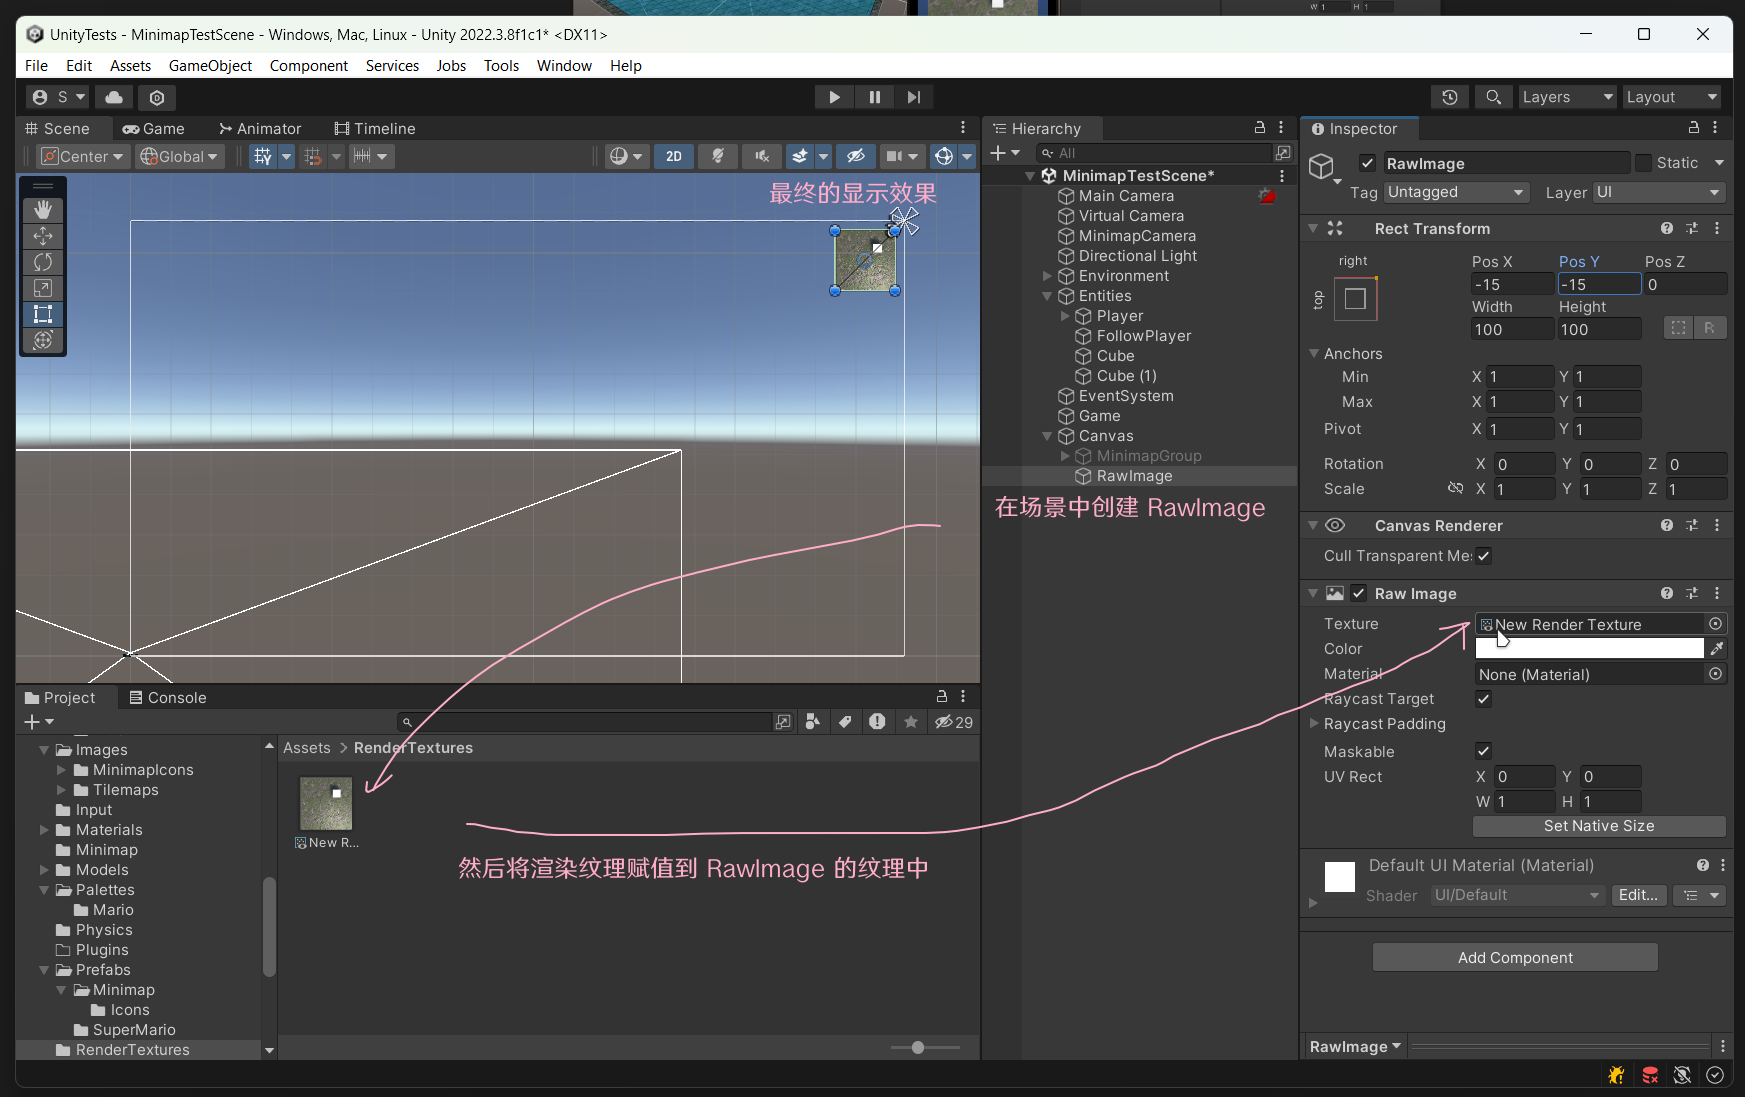 W 1 H 1
UnityTests - MinimapTestScene - Windows, Mac, Linux - Unity 2022.3.8f1c1* <DX11>
File Edit Assets GameObject Component Services Jobs Tools Window Help
S
Layers Layout
Scene Game Animator Timeline
Center Global 2D
最终的显示效果
Hierarchy
All
MinimapTestScene*
Main Camera
Virtual Camera
MinimapCamera
Directional Light
Environment
Entities
Player
FollowPlayer
Cube
Cube (1)
EventSystem
Game
Canvas
MinimapGroup
RawImage
在场景中创建 RawImage
Inspector
RawImage Static
Tag Untagged Layer UI
Rect Transform
right Pos X Pos Y Pos Z
top -15 -15 0
Width Height
100 100 R
Anchors
Min X 1 Y 1
Max X 1 Y 1
Pivot X 1 Y 1
Rotation X 0 Y 0 Z 0
Scale X 1 Y 1 Z 1
Canvas Renderer
Cull Transparent Me
Raw Image
Texture New Render Texture
Color
Material None (Material)
Raycast Target
Raycast Padding
Maskable
UV Rect X 0 Y 0
W 1 H 1
Set Native Size
Default UI Material (Material)
Shader UI/Default Edit...
Add Component
RawImage
Project Console
29
Images
MinimapIcons
Tilemaps
Input
Materials
Minimap
Models
Palettes
Mario
Physics
Plugins
Prefabs
Minimap
Icons
SuperMario
RenderTextures
Assets > RenderTextures
New R...
然后将渲染纹理赋值到 RawImage 的纹理中